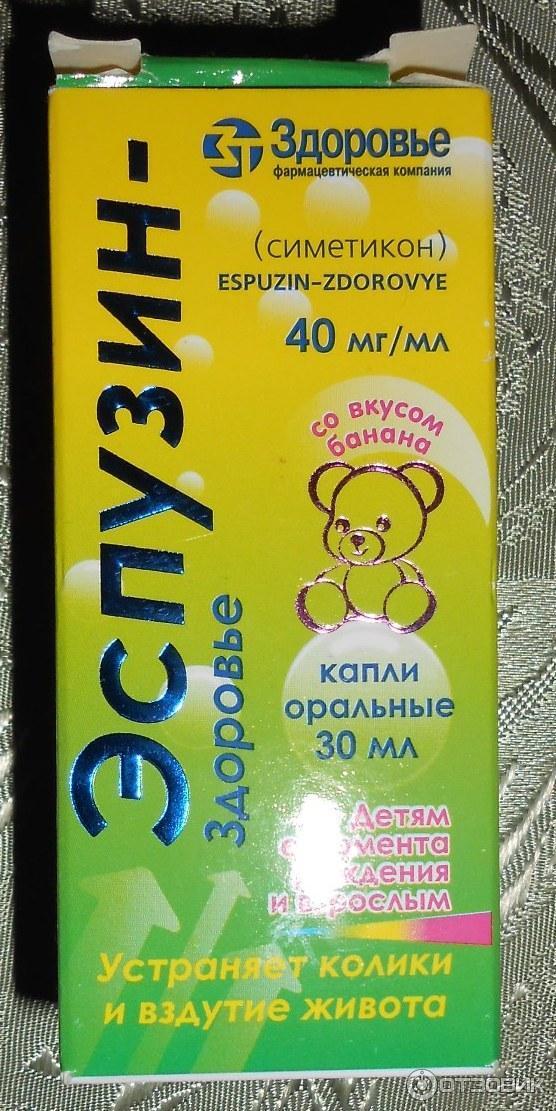 ЭСПУЗИН-
Здоровье
Здоровье
фармацевтическая компания
(симетикон)
ESPUZIN-ZDOROVYE
40 мг/мл
со вкусом
банана
капли
оральные
30 мл
Детям
и взрослым
Устраняет колики
и вздутие живота
ОТЗОВИК